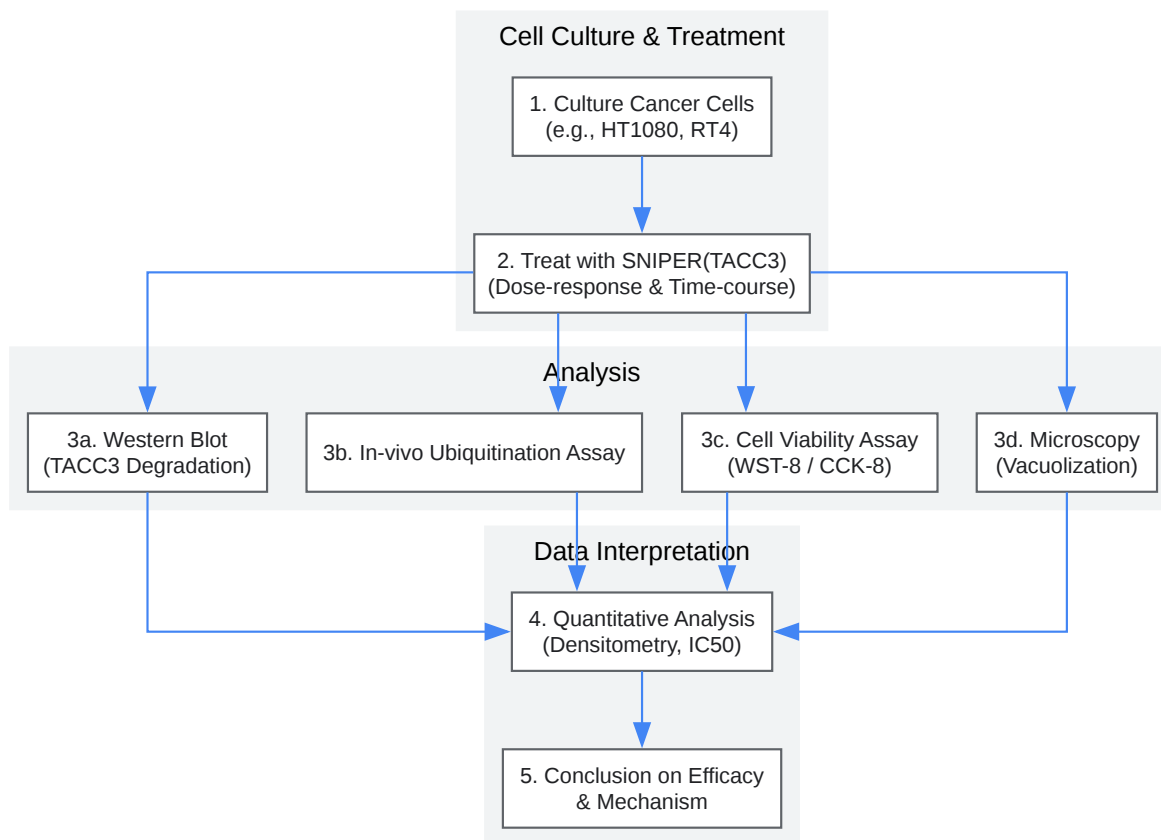 Cell Culture & Treatment
1. Culture Cancer Cells
(e.g., HT1080, RT4)
2. Treat with SNIPER(TACC3)
(Dose-response & Time-course)
Analysis
3a. Western Blot
(TACC3 Degradation)
3b. In-vivo Ubiquitination Assay
3c. Cell Viability Assay
(WST-8 / CCK-8)
3d. Microscopy
(Vacuolization)
Data Interpretation
4. Quantitative Analysis
(Densitometry, IC50)
5. Conclusion on Efficacy
& Mechanism